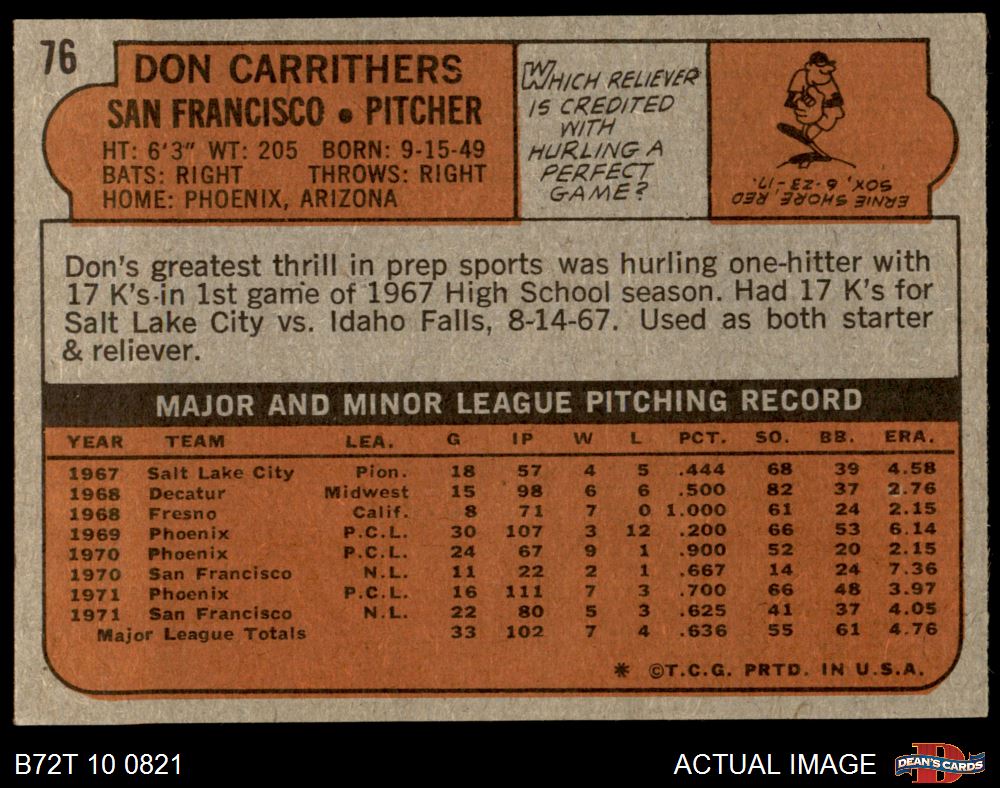 76
DON CARRITHERS
SAN FRANCISCO • PITCHER
HT: 6'3" WT: 205 BORN: 9-15-49
BATS: RIGHT THROWS: RIGHT
HOME: PHOENIX, ARIZONA
WHICH RELIEVER
IS CREDITED
WITH
HURLING A
PERFECT
GAME?
ERNIE SHORE, RED
SOX, 6-23-'17.
Don's greatest thrill in prep sports was hurling one-hitter with
17 K's in 1st game of 1967 High School season. Had 17 K's for
Salt Lake City vs. Idaho Falls, 8-14-67. Used as both starter
& reliever.
MAJOR AND MINOR LEAGUE PITCHING RECORD
YEAR TEAM LEA. G IP W L PCT. SO. BB. ERA.
1967 Salt Lake City Pion. 18 57 4 5 .444 68 39 4.58
1968 Decatur Midwest 15 98 6 6 .500 82 37 2.76
1968 Fresno Calif. 8 71 7 0 1.000 61 24 2.15
1969 Phoenix P.C.L. 30 107 3 12 .200 66 53 6.14
1970 Phoenix P.C.L. 24 67 9 1 .900 52 20 2.15
1970 San Francisco N.L. 11 22 2 1 .667 14 24 7.36
1971 Phoenix P.C.L. 16 111 7 3 .700 66 48 3.97
1971 San Francisco N.L. 22 80 5 3 .625 41 37 4.05
Major League Totals 33 102 7 4 .636 55 61 4.76
* ©T.C.G. PRTD. IN U.S.A.
B72T 10 0821
ACTUAL IMAGE
D
DEAN'S CARDS